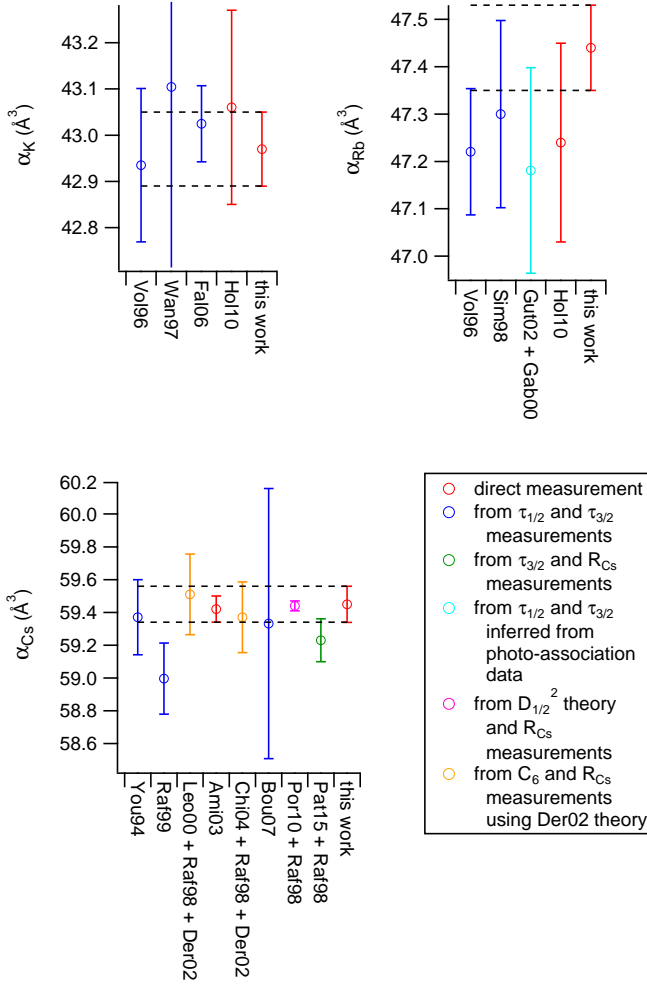 43.2
43.1
43.0
42.9
42.8
α_K (Å³)
Vol96
Wan97
Fal06
Hol10
this work
47.5
47.4
47.3
47.2
47.1
47.0
α_Rb (Å³)
Vol96
Sim98
Gut02 + Gab00
Hol10
this work
60.2
60.0
59.8
59.6
59.4
59.2
59.0
58.8
58.6
α_Cs (Å³)
You94
Raf99
Leo00 + Raf98 + Der02
Ami03
Chi04 + Raf98 + Der02
Bou07
Por10 + Raf98
Pat15 + Raf98
this work
direct measurement
from τ_1/2 and τ_3/2
measurements
from τ_3/2 and R_Cs
measurements
from τ_1/2 and τ_3/2
inferred from
photo-association
data
from D_1/2² theory
and R_Cs
measurements
from C_6 and R_Cs
measurements
using Der02 theory